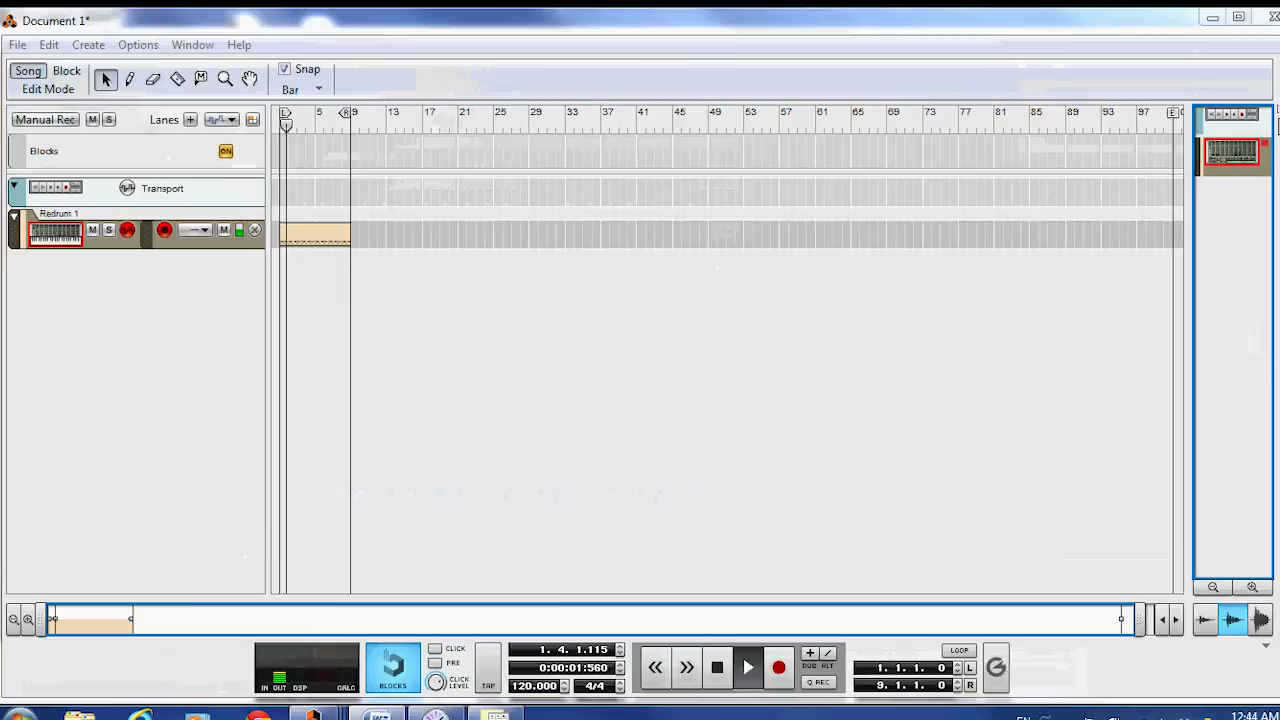 Document 1*
File Edit Create Options Window Help
Song Block
Edit Mode
Snap
Bar
Manual Rec M S Lanes +
5 9 13 17 21 25 29 33 37 41 45 49 53 57 61 65 69 73 77 81 85 89 93 97
L R E
Blocks ON
Transport
Redrum 1
M S M
CLICK
PRE
CLICK
LEVEL
BLOCKS
IN OUT DSP CALC
TAP
1. 4. 1.115
0:00:01:560
120.000 4/4
DUB ALT
Q REC
LOOP
1. 1. 1. 0 L
9. 1. 1. 0 R
EN
12:44 AM